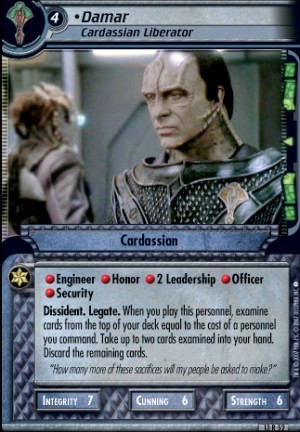 4
•Damar
Cardassian Liberator
Cardassian
Engineer Honor 2 Leadership Officer
Security
Dissident. Legate. When you play this personnel, examine
cards from the top of your deck equal to the cost of a personnel
you command. Take up to two cards examined into your hand.
Discard the remaining cards.
"How many more of these sacrifices will my people be asked to make?"
INTEGRITY 7 CUNNING 6 STRENGTH 6